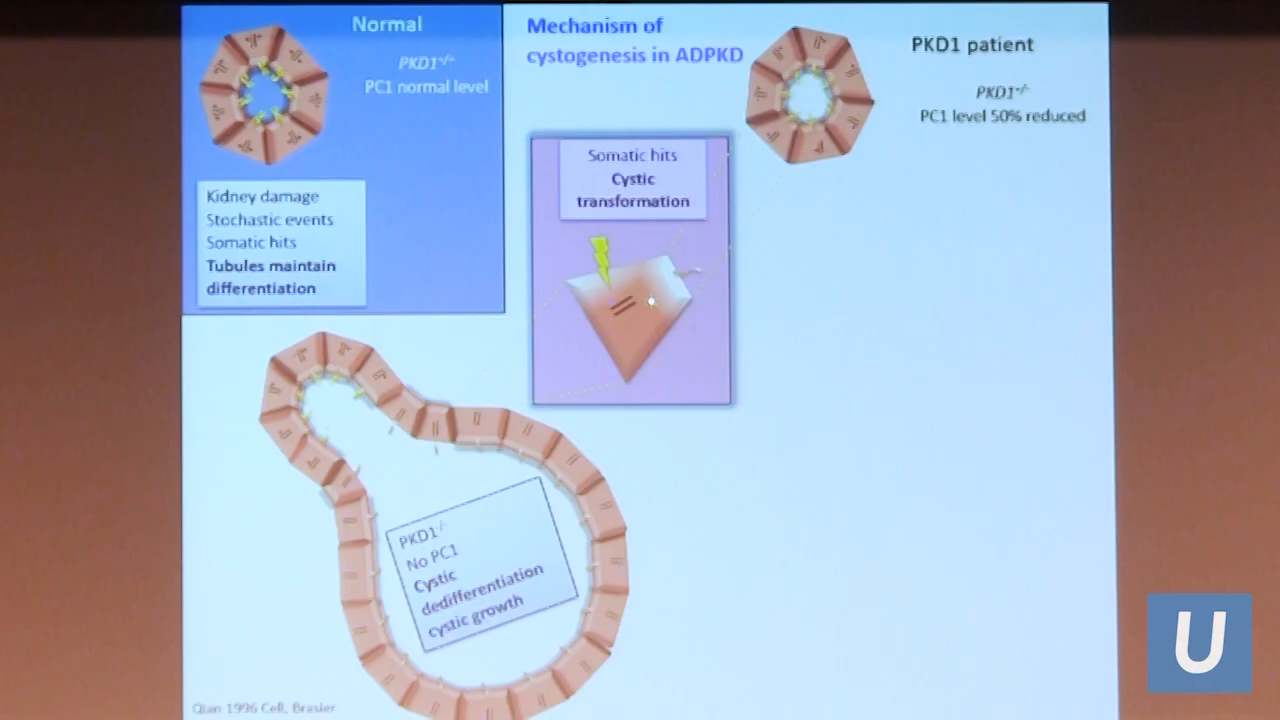 Normal
PKD1+/+
PC1 normal level
Kidney damage
Stochastic events
Somatic hits
Tubules maintain
differentiation
Mechanism of
cystogenesis in ADPKD
Somatic hits
Cystic
transformation
PKD1 patient
PKD1+/-
PC1 level 50% reduced
PKD1-/-
No PC1
Cystic
dedifferentiation
cystic growth
Qian 1996 Cell, Brasier
U